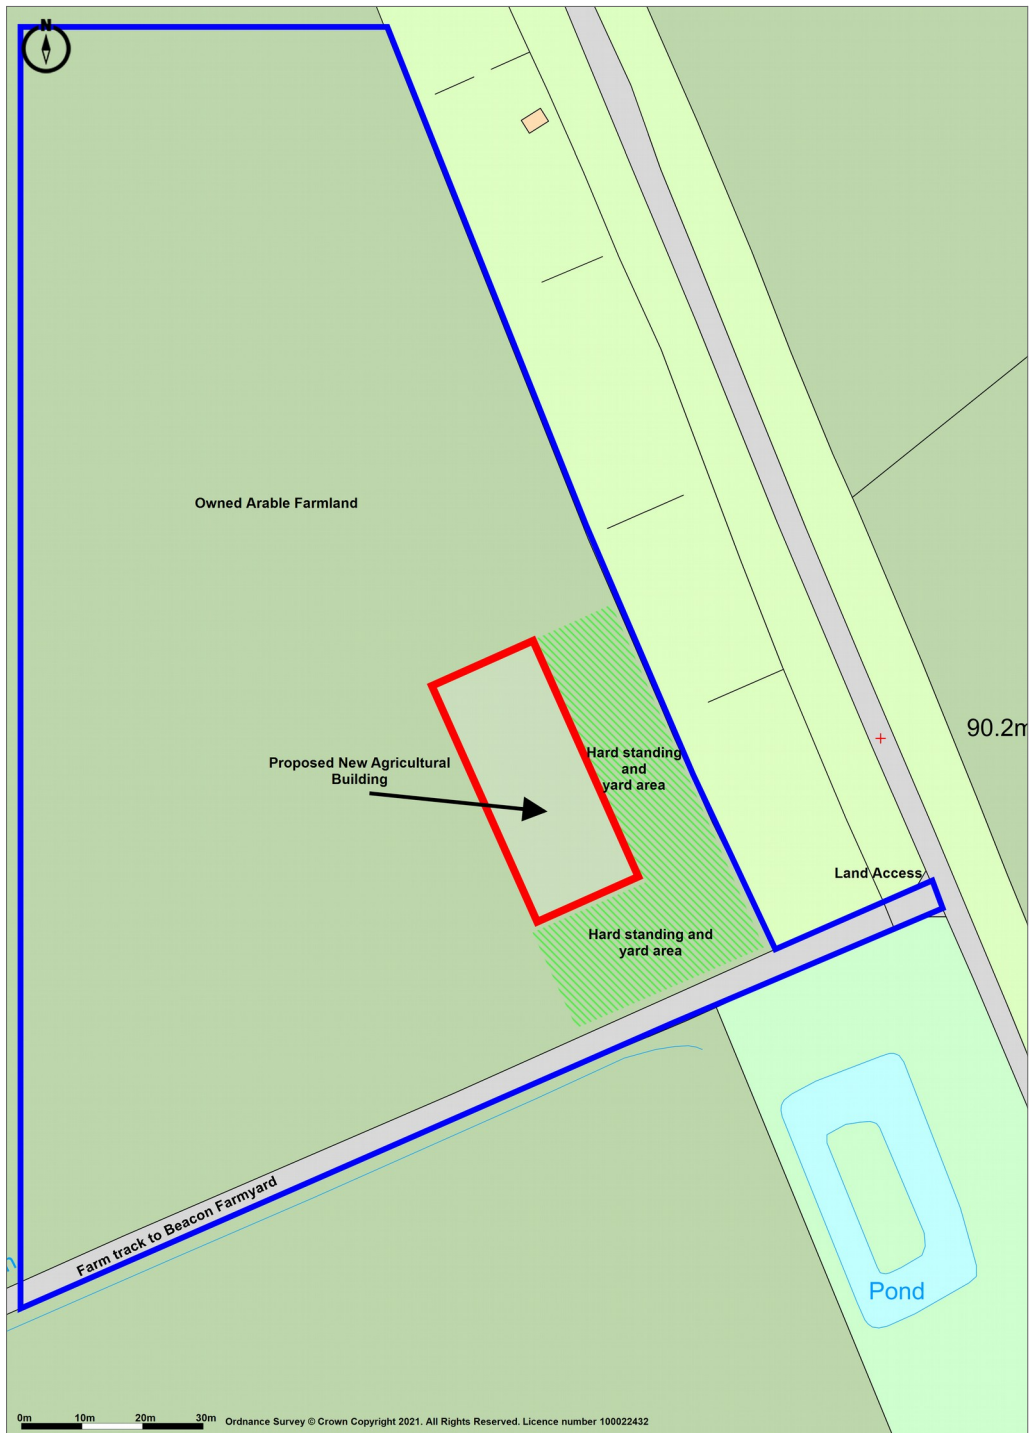 N
Owned Arable Farmland
90.2m
Proposed New Agricultural
Building
Hard standing
and
yard area
Land Access
Hard standing and
yard area
Farm track to Beacon Farmyard
Pond
0m 10m 20m 30m
Ordnance Survey © Crown Copyright 2021. All Rights Reserved. Licence number 100022432